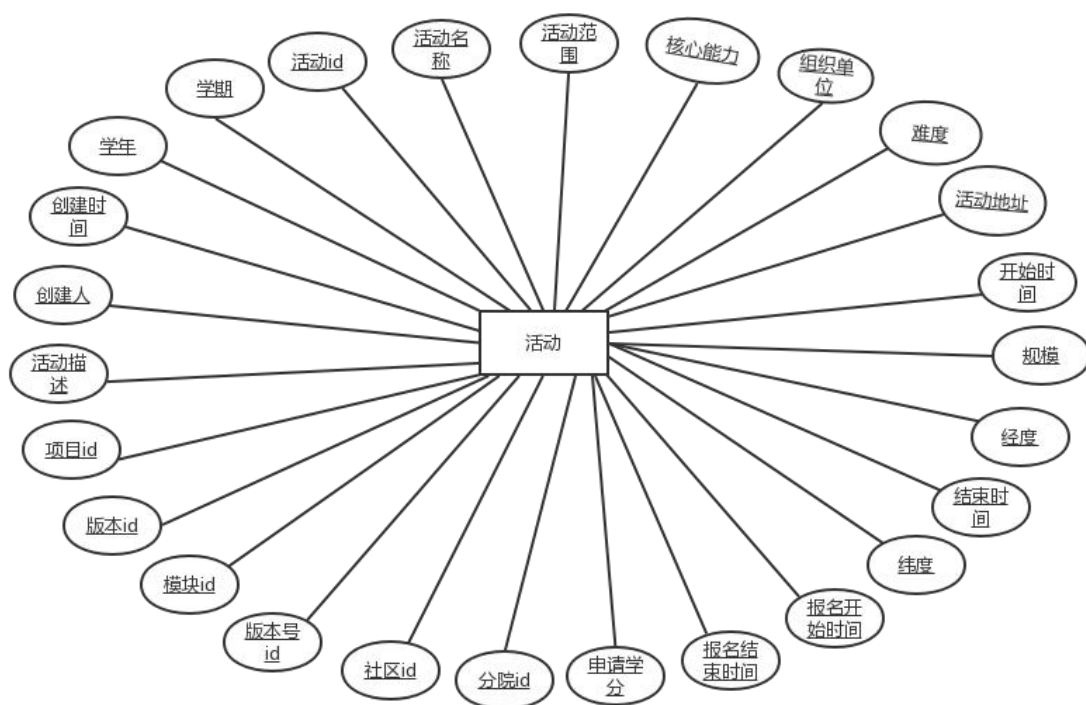 活动名
称
活动范
围
核心能力
组织单
位
活动id
学期
难度
学年
活动地址
创建时
间
开始时
间
创建人
活动
规模
活动描
述
经度
项目id
结束时
间
版本id
纬度
模块id
报名开
始时间
版本号
id
报名结
束时间
社区id
分院id
申请学
分